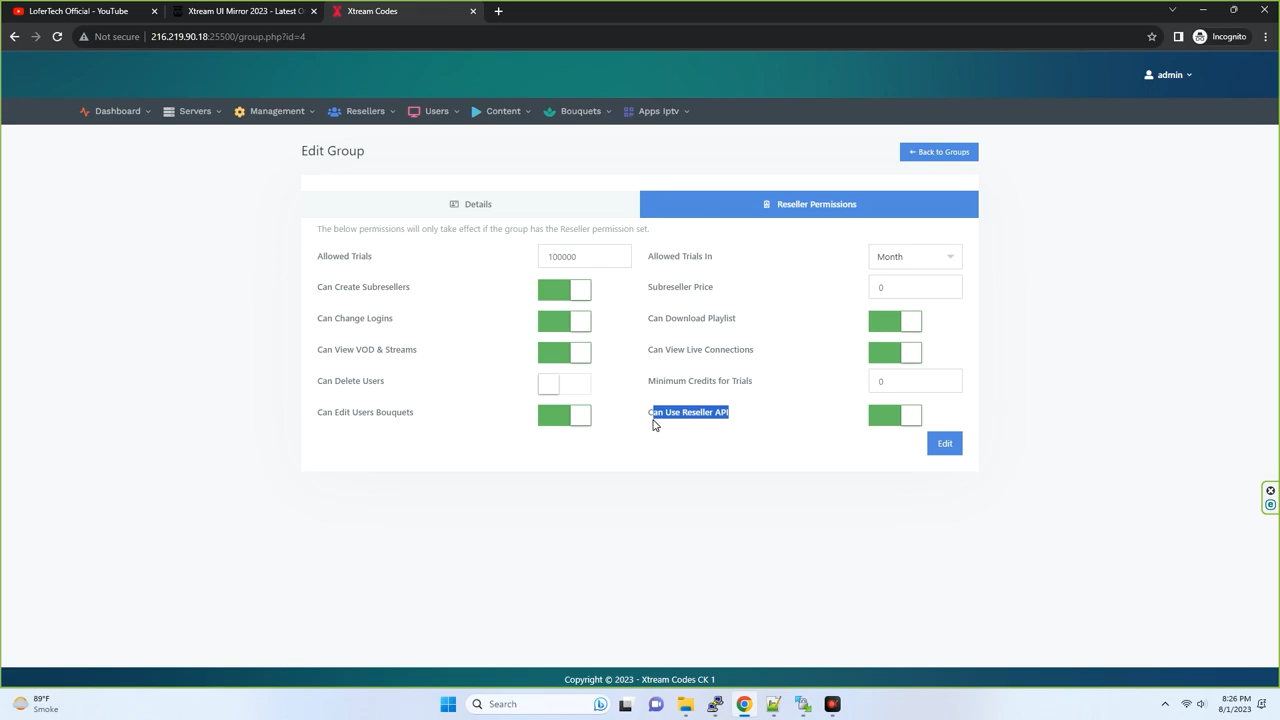 LoferTech Official - YouTube
Xtream UI Mirror 2023 - Latest O
Xtream Codes
Not secure 216.219.90.18:25500/group.php?id=4
Incognito
admin
Dashboard Servers Management Resellers Users Content Bouquets Apps Iptv
Edit Group
← Back to Groups
Details
Reseller Permissions
The below permissions will only take effect if the group has the Reseller permission set.
Allowed Trials 100000 Allowed Trials In Month
Can Create Subresellers Subreseller Price 0
Can Change Logins Can Download Playlist
Can View VOD & Streams Can View Live Connections
Can Delete Users Minimum Credits for Trials 0
Can Edit Users Bouquets Can Use Reseller API
Edit
Copyright © 2023 - Xtream Codes CK 1
89°F
Smoke
Search
8:26 PM
8/1/2023